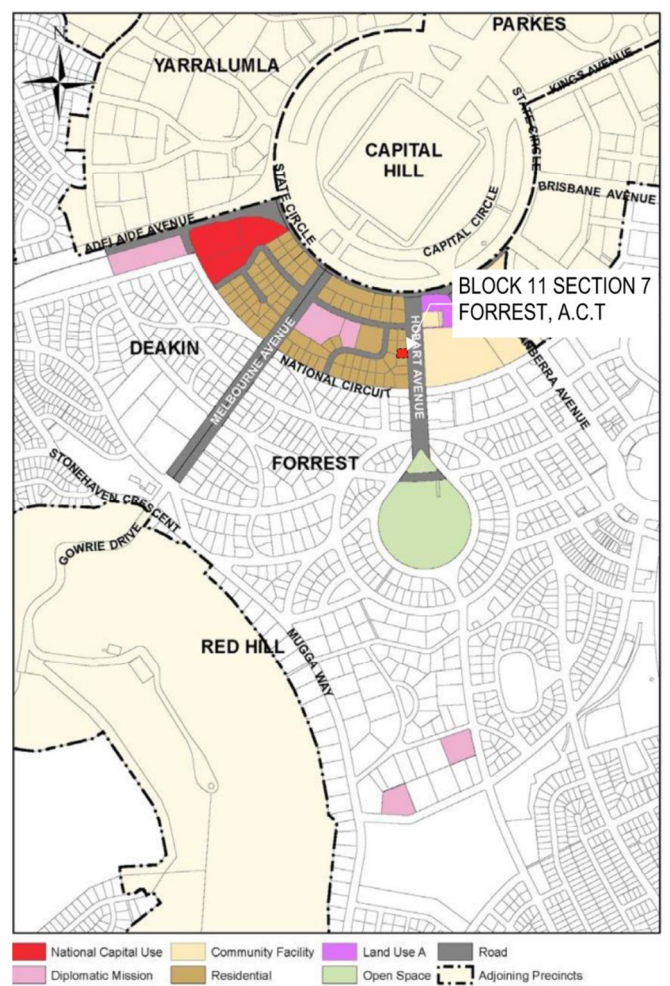 PARKES
N
YARRALUMLA
KINGS AVENUE
STATE CIRCLE
CAPITAL
HILL
BRISBANE AVENUE
STATE CIRCLE
CAPITAL CIRCLE
ADELAIDE AVENUE
BLOCK 11 SECTION 7
FORREST, A.C.T
HOBART AVENUE
DEAKIN
MELBOURNE AVENUE
NATIONAL CIRCUIT
NBERRA AVENUE
FORREST
STONEHAVEN CRESCENT
GOWRIE DRIVE
RED HILL
MUGGA WAY
National Capital Use
Community Facility
Land Use A
Road
Diplomatic Mission
Residential
Open Space
Adjoining Precincts